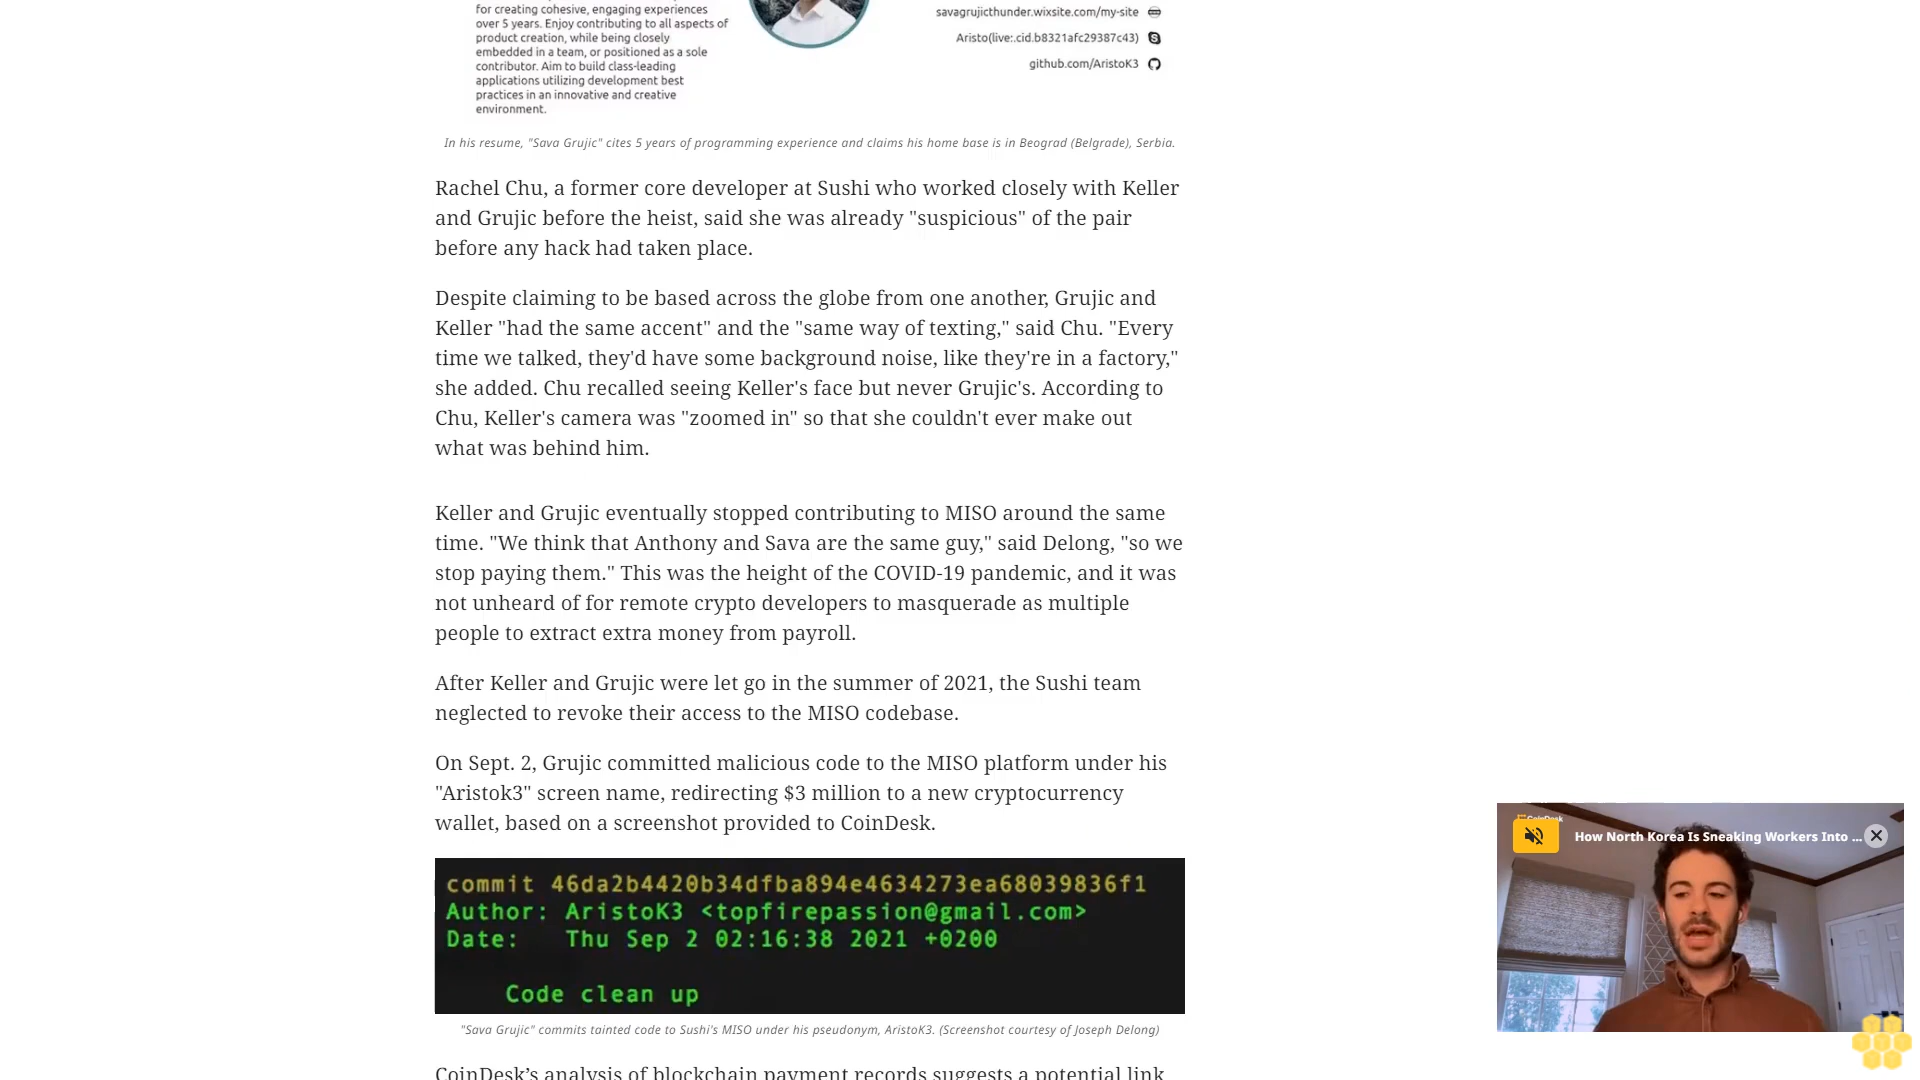 for creating cohesive, engaging experiences
over 5 years. Enjoy contributing to all aspects of
product creation, while being closely
embedded in a team, or positioned as a sole
contributor. Aim to build class-leading
applications utilizing development best
practices in an innovative and creative
environment.
savagrujicthunder.wixsite.com/my-site
Aristo(live:.cid.b8321afc29387c43)
github.com/AristoK3
In his resume, "Sava Grujic" cites 5 years of programming experience and claims his home base is in Beograd (Belgrade), Serbia.
Rachel Chu, a former core developer at Sushi who worked closely with Keller
and Grujic before the heist, said she was already "suspicious" of the pair
before any hack had taken place.
Despite claiming to be based across the globe from one another, Grujic and
Keller "had the same accent" and the "same way of texting," said Chu. "Every
time we talked, they'd have some background noise, like they're in a factory,"
she added. Chu recalled seeing Keller's face but never Grujic's. According to
Chu, Keller's camera was "zoomed in" so that she couldn't ever make out
what was behind him.
Keller and Grujic eventually stopped contributing to MISO around the same
time. "We think that Anthony and Sava are the same guy," said Delong, "so we
stop paying them." This was the height of the COVID-19 pandemic, and it was
not unheard of for remote crypto developers to masquerade as multiple
people to extract extra money from payroll.
After Keller and Grujic were let go in the summer of 2021, the Sushi team
neglected to revoke their access to the MISO codebase.
On Sept. 2, Grujic committed malicious code to the MISO platform under his
"Aristok3" screen name, redirecting $3 million to a new cryptocurrency
wallet, based on a screenshot provided to CoinDesk.
commit 46da2b4420b34dfba894e4634273ea68039836f1
Author: AristoK3 <topfirepassion@gmail.com>
Date: Thu Sep 2 02:16:38 2021 +0200
Code clean up
"Sava Grujic" commits tainted code to Sushi's MISO under his pseudonym, AristoK3. (Screenshot courtesy of Joseph Delong)
CoinDesk's analysis of blockchain payment records suggests a potential link
CoinDesk
How North Korea Is Sneaking Workers Into ...